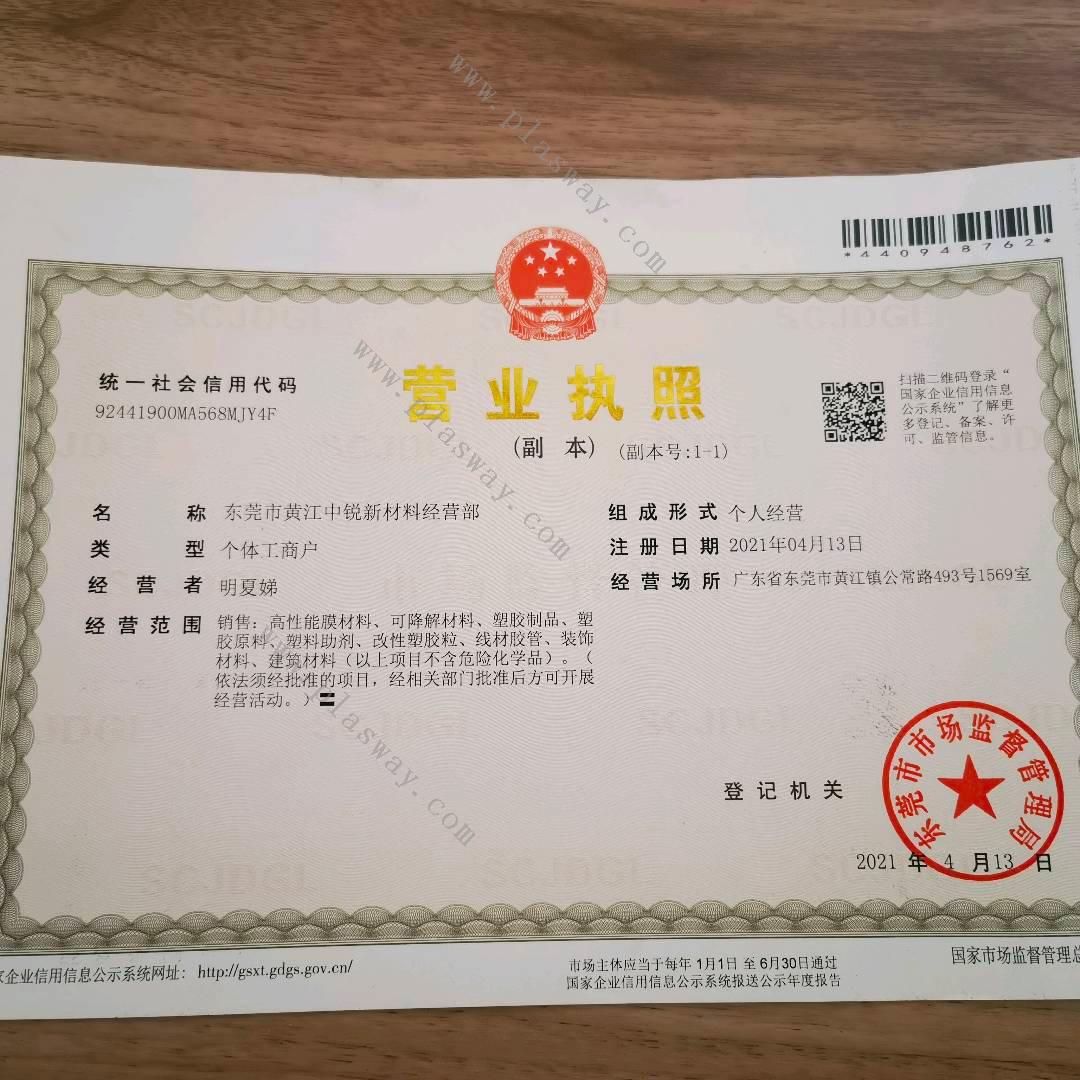 www.plasway.com
*440948762*
统一社会信用代码
92441900MA568MJY4F
营业执照
(副 本) (副本号:1-1)
扫描二维码登录“
国家企业信用信息
公示系统”了解更
多登记、备案、许
可、监管信息。
www.plasway.com
名 称 东莞市黄江中锐新材料经营部
类 型 个体工商户
经 营 者 明夏娣
经 营 范 围 销售：高性能膜材料、可降解材料、塑胶制品、塑
胶原料、塑料助剂、改性塑胶粒、线材胶管、装饰
材料、建筑材料（以上项目不含危险化学品）。（
依法须经批准的项目，经相关部门批准后方可开展
经营活动。）
组 成 形 式 个人经营
注 册 日 期 2021年04月13日
经 营 场 所 广东省东莞市黄江镇公常路493号1569室
www.plasway.com
登 记 机 关
东莞市市场监督管理局
2021 年 4 月 13 日
SCJDGL
SCJDGL
SCJDGL
家企业信用信息公示系统网址： http://gsxt.gdgs.gov.cn/
市场主体应当于每年 1月1日 至 6月30日通过
国家企业信用信息公示系统报送公示年度报告
国家市场监督管理总